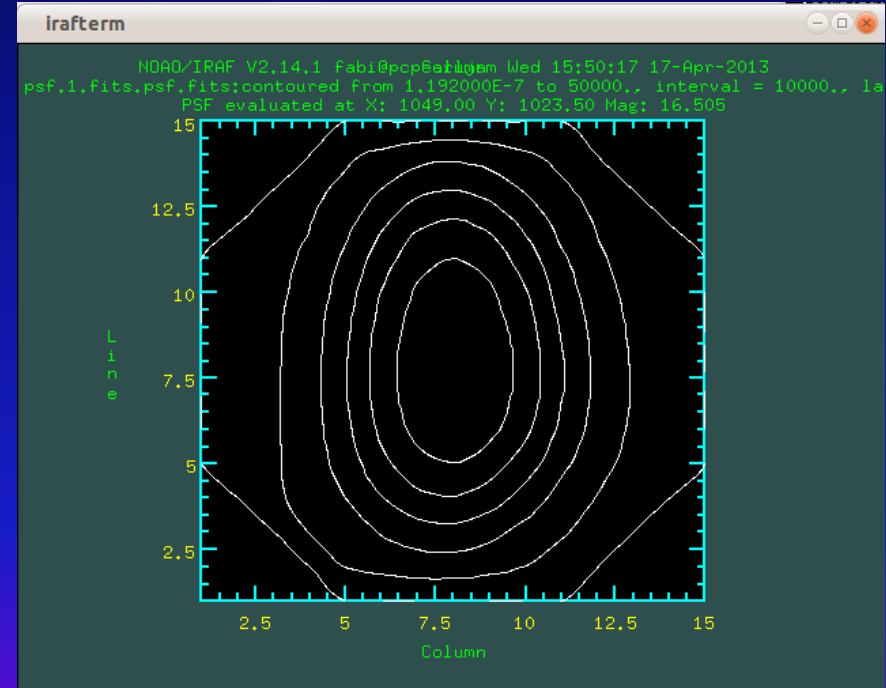 irafterm
NOAO/IRAF V2.14.1 Wed 15:50:17 17-Apr-2013
psf.1.fits.psf.fits:contoured from 1.192000E-7 to 50000., interval = 10000., la
PSF evaluated at X: 1049.00 Y: 1023.50 Mag: 16.505
15
12.5
10
Line
7.5
5
2.5
2.5 5 7.5 10 12.5 15
Column